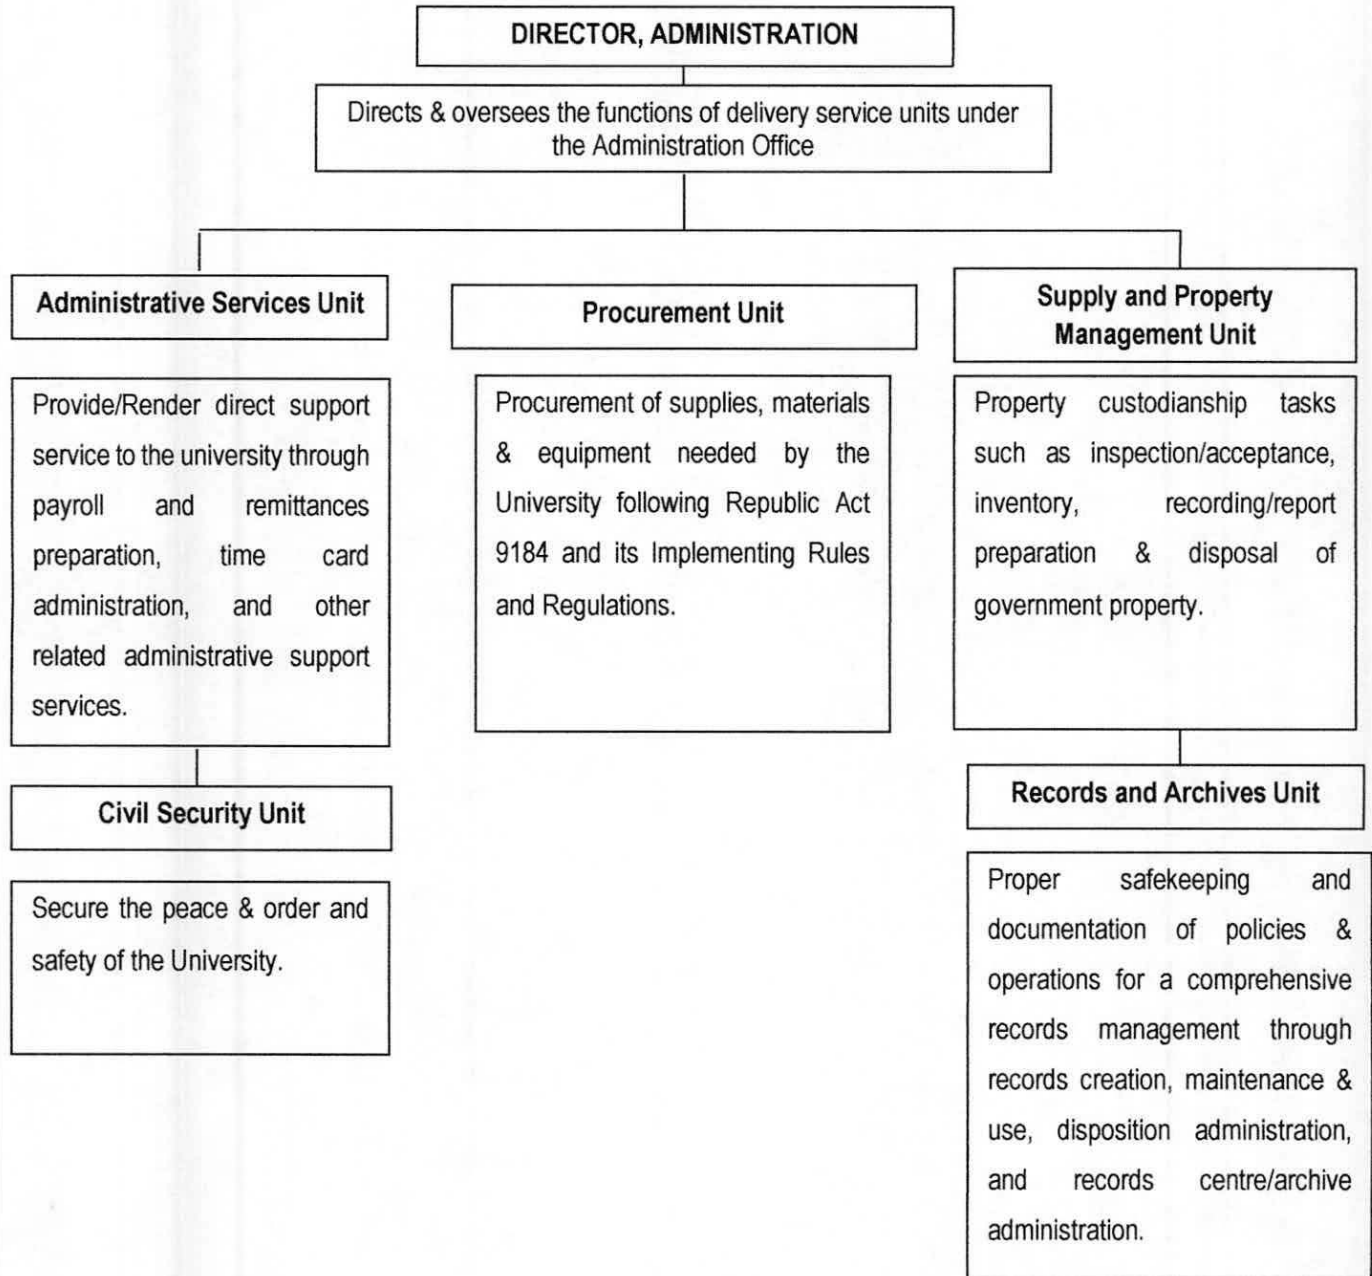 DIRECTOR, ADMINISTRATION
Directs & oversees the functions of delivery service units under
the Administration Office
Administrative Services Unit
Provide/Render direct support
service to the university through
payroll and remittances
preparation, time card
administration, and other
related administrative support
services.
Civil Security Unit
Secure the peace & order and
safety of the University.
Procurement Unit
Procurement of supplies, materials
& equipment needed by the
University following Republic Act
9184 and its Implementing Rules
and Regulations.
Supply and Property
Management Unit
Property custodianship tasks
such as inspection/acceptance,
inventory, recording/report
preparation & disposal of
government property.
Records and Archives Unit
Proper safekeeping and
documentation of policies &
operations for a comprehensive
records management through
records creation, maintenance &
use, disposition administration,
and records centre/archive
administration.